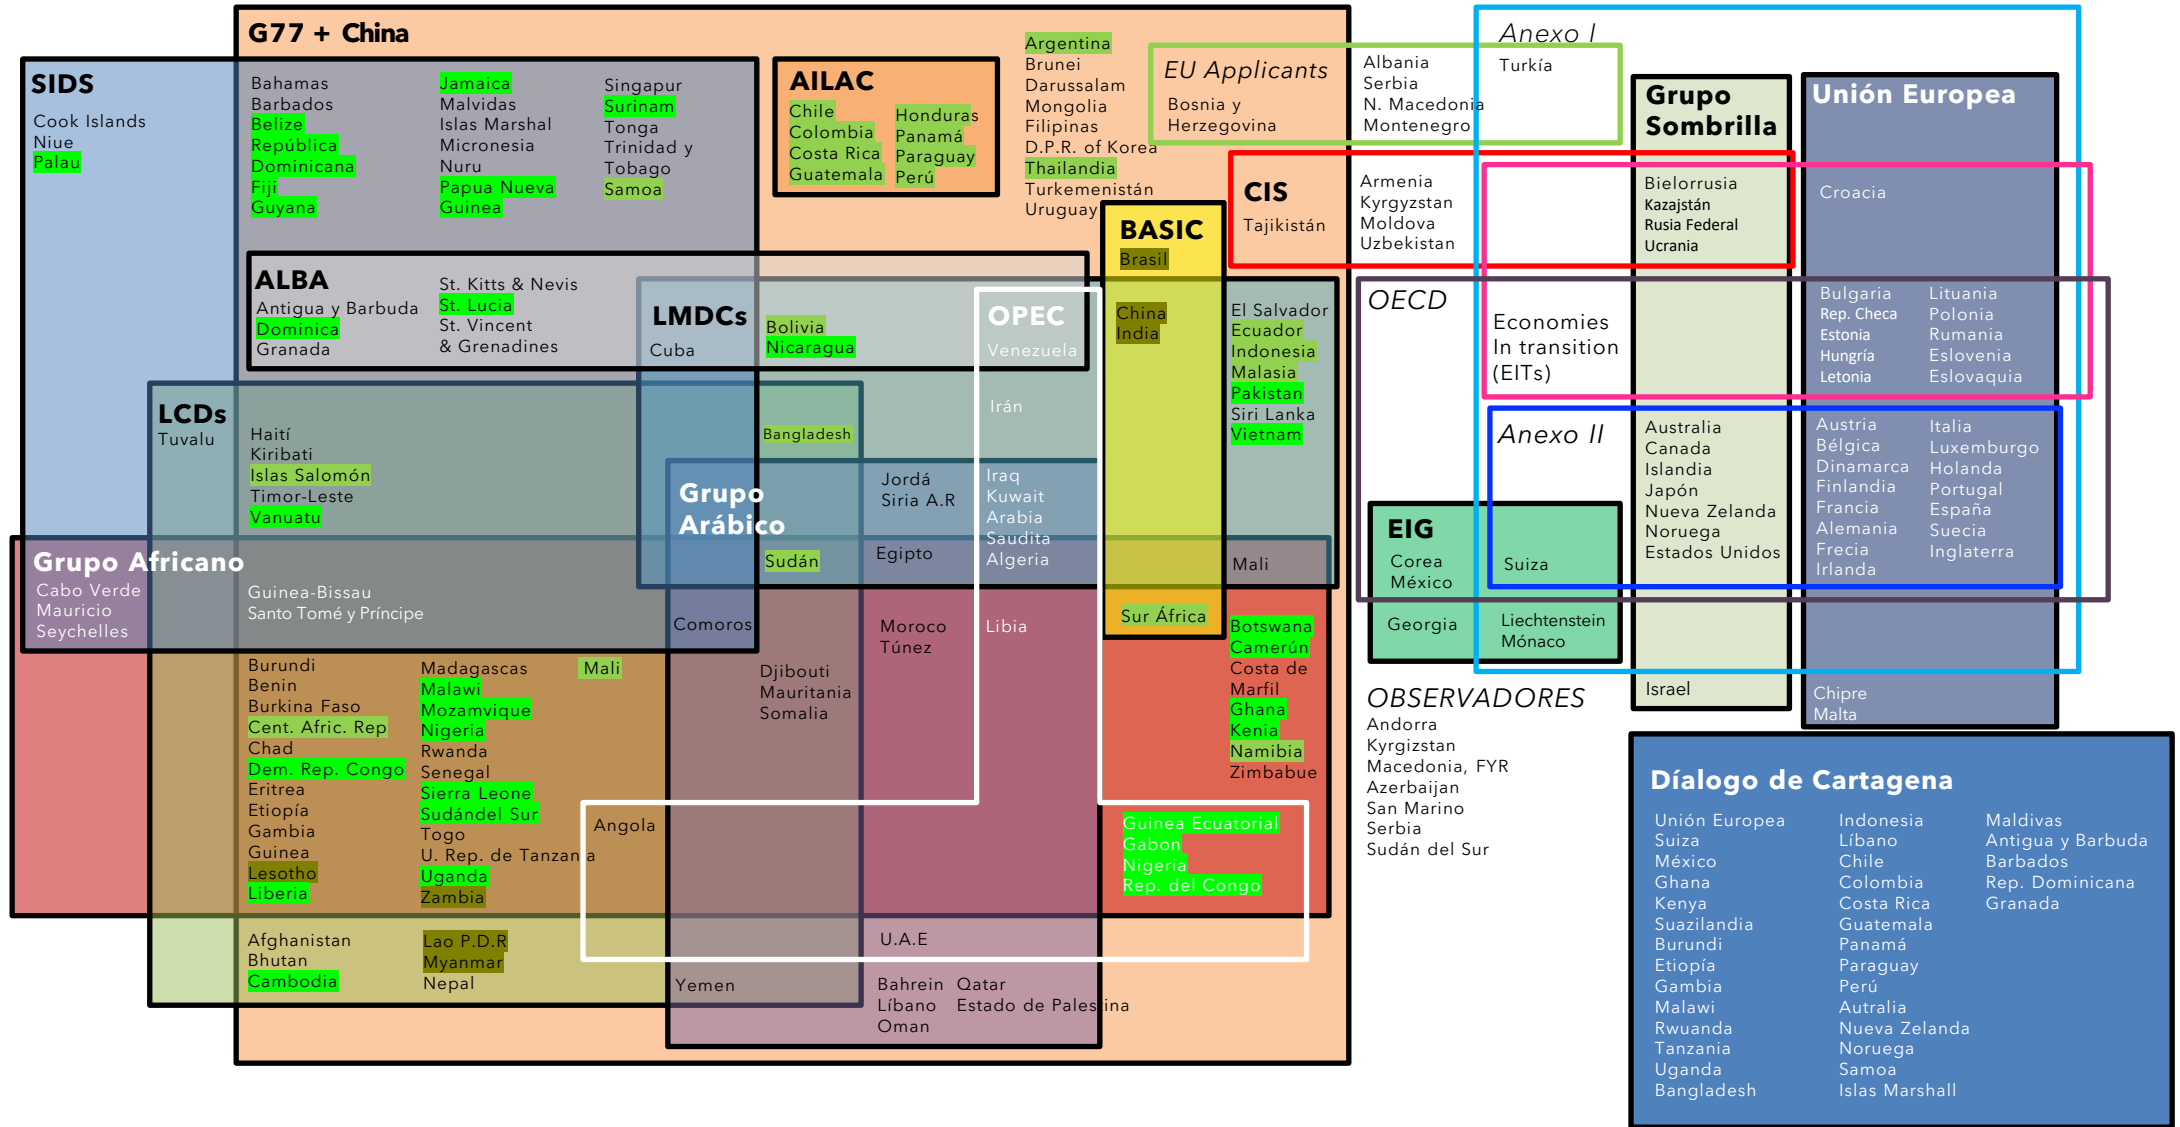 G77 + China
SIDS
Cook Islands
Niue
Palau
Bahamas
Barbados
Belize
República
Dominicana
Fiji
Guyana
Jamaica
Malvidas
Islas Marshal
Micronesia
Nuru
Papua Nueva
Guinea
Singapur
Surinam
Tonga
Trinidad y
Tobago
Samoa
AILAC
Chile
Colombia
Costa Rica
Guatemala
Honduras
Panamá
Paraguay
Perú
Argentina
Brunei
Darussalam
Mongolia
Filipinas
D.P.R. of Korea
Thailandia
Turkemenistán
Uruguay
EU Applicants
Bosnia y
Herzegovina
Albania
Serbia
N. Macedonia
Montenegro
Anexo I
Turkía
Grupo
Sombrilla
Unión Europea
CIS
Tajikistán
Armenia
Kyrgyzstan
Moldova
Uzbekistan
Bielorrusia
Kazajstán
Rusia Federal
Ucrania
Croacia
BASIC
Brasil
China
India
ALBA
Antigua y Barbuda
Dominica
Granada
St. Kitts & Nevis
St. Lucia
St. Vincent
& Grenadines
LMDCs
Cuba
Bolivia
Nicaragua
OPEC
Venezuela
Irán
El Salvador
Ecuador
Indonesia
Malasia
Pakistan
Siri Lanka
Vietnam
OECD
Economies
In transition
(EITs)
Bulgaria
Rep. Checa
Estonia
Hungría
Letonia
Lituania
Polonia
Rumania
Eslovenia
Eslovaquia
LCDs
Tuvalu
Haití
Kiribati
Islas Salomón
Timor-Leste
Vanuatu
Bangladesh
Grupo
Arábico
Jordá
Siria A.R
Iraq
Kuwait
Arabia
Saudita
Algeria
Sudán
Egipto
Mali
Anexo II
Australia
Canada
Islandia
Japón
Nueva Zelanda
Noruega
Estados Unidos
Austria
Bélgica
Dinamarca
Finlandia
Francia
Alemania
Frecia
Irlanda
Italia
Luxemburgo
Holanda
Portugal
España
Suecia
Inglaterra
EIG
Corea
México
Suiza
Georgia
Liechtenstein
Mónaco
Grupo Africano
Cabo Verde
Mauricio
Seychelles
Guinea-Bissau
Santo Tomé y Príncipe
Comoros
Moroco
Túnez
Libia
Sur África
Botswana
Camerún
Costa de
Marfil
Ghana
Kenia
Namibia
Zimbabue
Burundi
Benin
Burkina Faso
Cent. Afric. Rep
Chad
Dem. Rep. Congo
Eritrea
Etiopía
Gambia
Guinea
Lesotho
Liberia
Madagascas
Malawi
Mozamvique
Nigeria
Rwanda
Senegal
Sierra Leone
Sudándel Sur
Togo
U. Rep. de Tanzania
Uganda
Zambia
Mali
Djibouti
Mauritania
Somalia
Angola
Guinea Ecuatorial
Gabon
Nigeria
Rep. del Congo
Afghanistan
Bhutan
Cambodia
Lao P.D.R
Myanmar
Nepal
Yemen
U.A.E
Bahrein
Líbano
Oman
Qatar
Estado de Palestina
Israel
Chipre
Malta
OBSERVADORES
Andorra
Kyrgizstan
Macedonia, FYR
Azerbaijan
San Marino
Serbia
Sudán del Sur
Díalogo de Cartagena
Unión Europea
Suiza
México
Ghana
Kenya
Suazilandia
Burundi
Etiopía
Gambia
Malawi
Rwuanda
Tanzania
Uganda
Bangladesh
Indonesia
Líbano
Chile
Colombia
Costa Rica
Guatemala
Panamá
Paraguay
Perú
Autralia
Nueva Zelanda
Noruega
Samoa
Islas Marshall
Maldivas
Antigua y Barbuda
Barbados
Rep. Dominicana
Granada